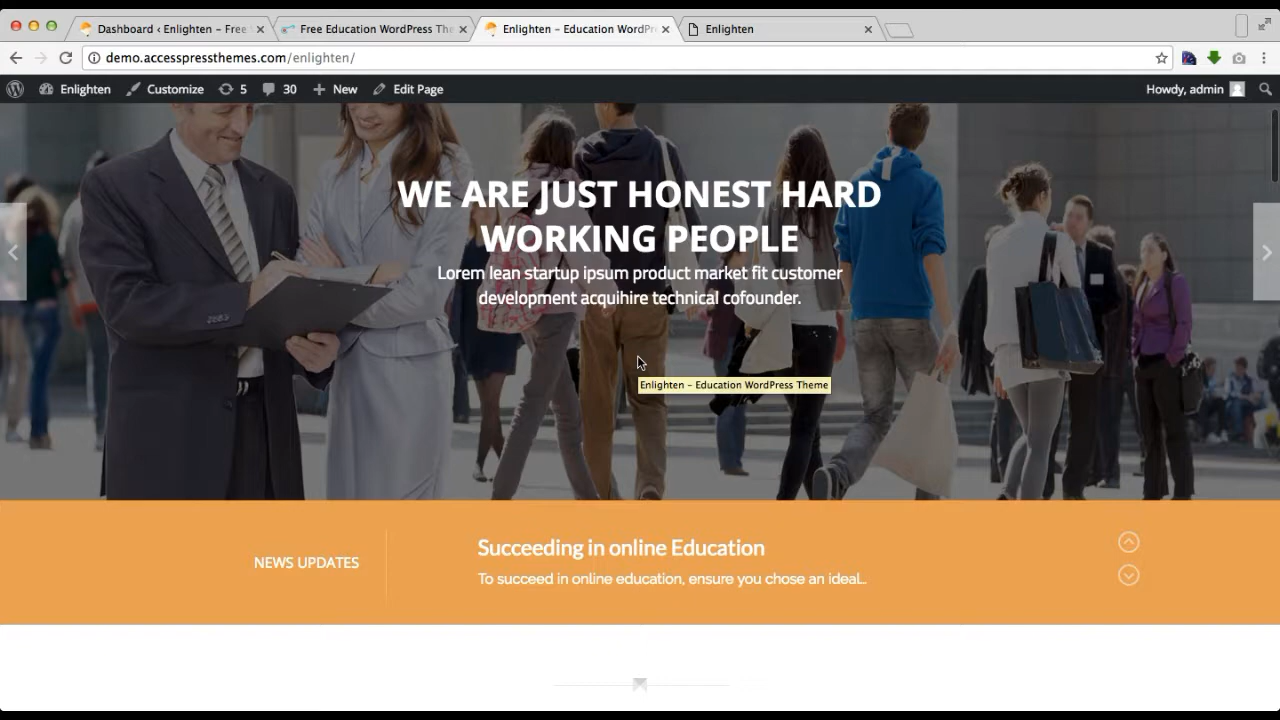 Dashboard ‹ Enlighten – Free
Free Education WordPress The
Enlighten – Education WordPr
Enlighten
demo.accesspressthemes.com/enlighten/
Enlighten
Customize
5
30
New
Edit Page
Howdy, admin
WE ARE JUST HONEST HARD
WORKING PEOPLE
Lorem lean startup ipsum product market fit customer
development acquihire technical cofounder.
Enlighten – Education WordPress Theme
NEWS UPDATES
Succeeding in online Education
To succeed in online education, ensure you chose an ideal...